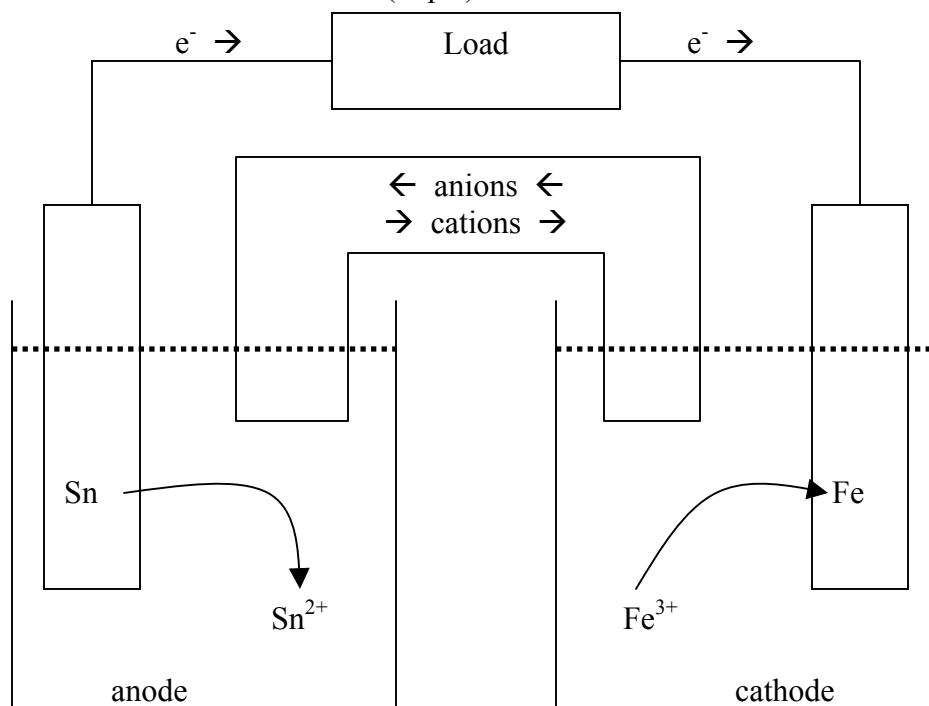 e⁻ → Load e⁻ →
← anions ←
→ cations →
Sn Fe
Sn²⁺ Fe³⁺
anode cathode